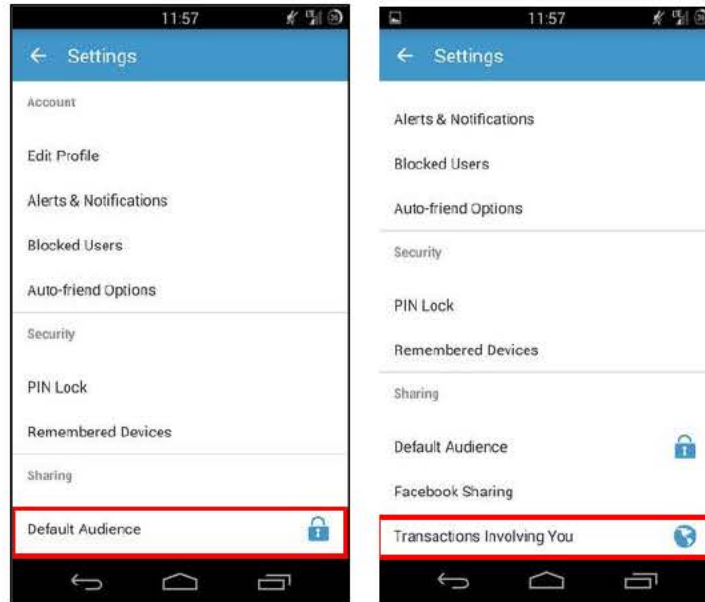 11:57
Settings
Account
Edit Profile
Alerts & Notifications
Blocked Users
Auto-friend Options
Security
PIN Lock
Remembered Devices
Sharing
Default Audience
11:57
Settings
Alerts & Notifications
Blocked Users
Auto-friend Options
Security
PIN Lock
Remembered Devices
Sharing
Default Audience
Facebook Sharing
Transactions Involving You